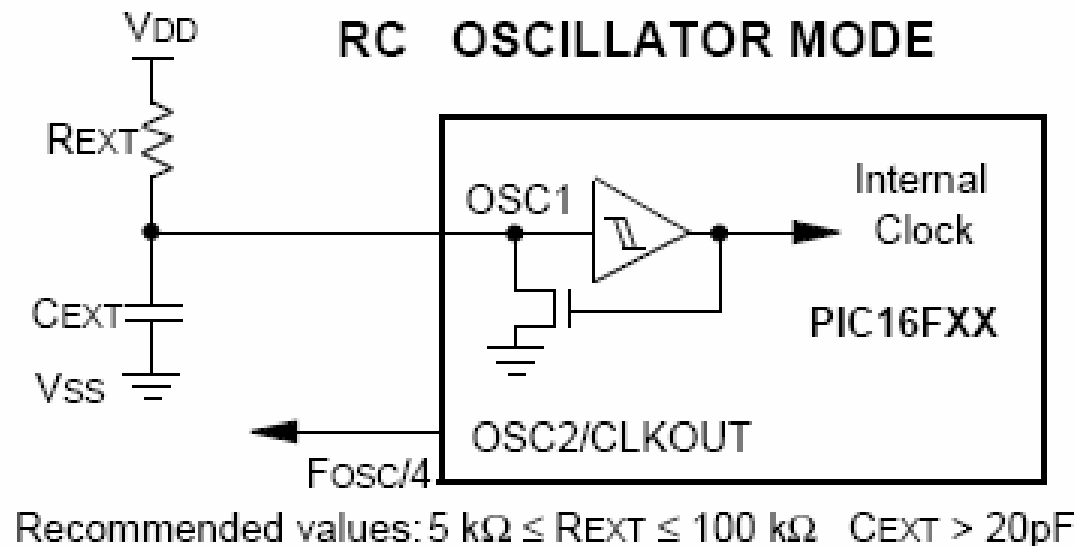 VDD
RC OSCILLATOR MODE
REXT
OSC1
Internal
Clock
CEXT
PIC16FXX
VSS
OSC2/CLKOUT
FOSC/4
Recommended values: 5 kΩ ≤ REXT ≤ 100 kΩ CEXT > 20pF